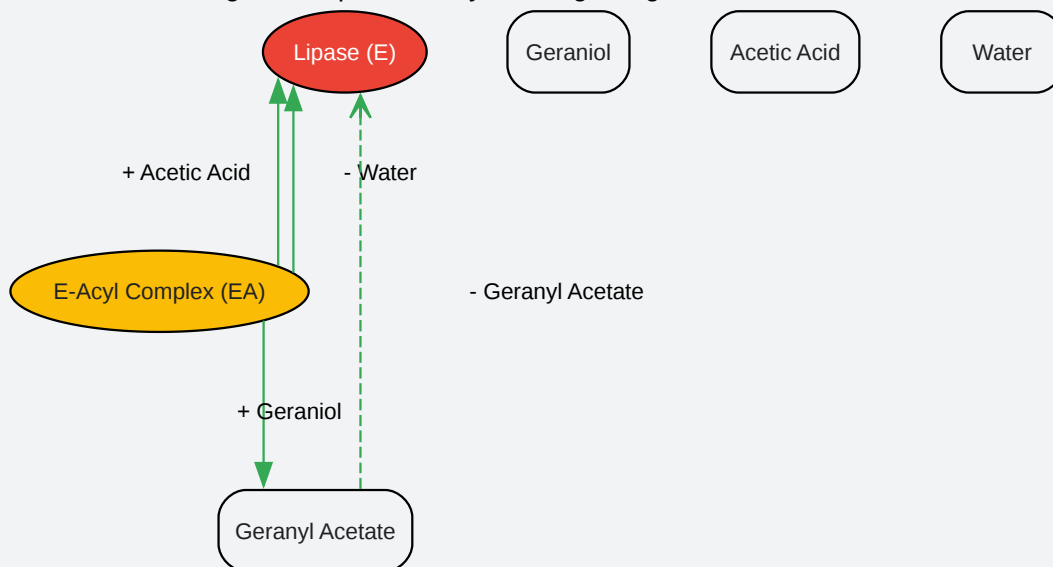 Lipase (E)
Geraniol
Acetic Acid
Water
+ Acetic Acid
- Water
E-Acyl Complex (EA)
- Geranyl Acetate
+ Geraniol
Geranyl Acetate